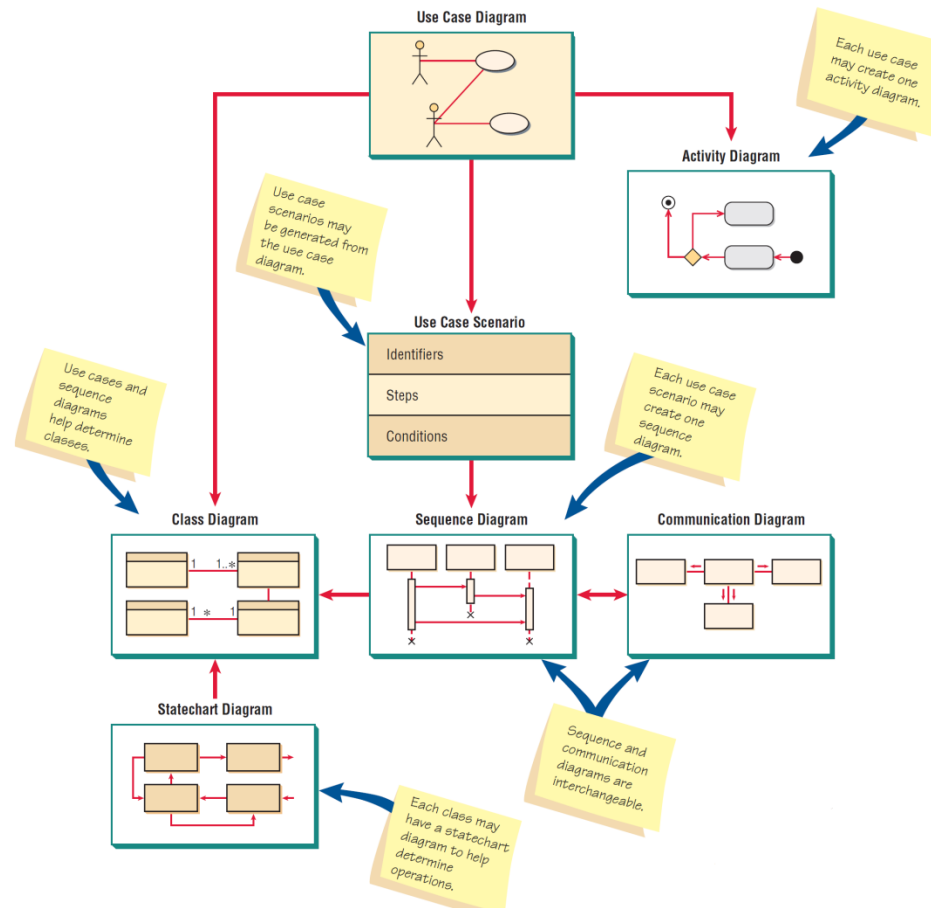 Use Case Diagram
Each use case
may create one
activity diagram.
Activity Diagram
Use case
scenarios may
be generated from
the use case
diagram.
Use Case Scenario
Identifiers
Steps
Conditions
Use cases and
sequence
diagrams
help determine
classes.
Each use case
scenario may
create one
sequence
diagram.
Class Diagram
1 1..*
1 * 1
Sequence Diagram
Communication Diagram
Statechart Diagram
Sequence and
communication
diagrams are
interchangeable.
Each class may
have a statechart
diagram to help
determine
operations.